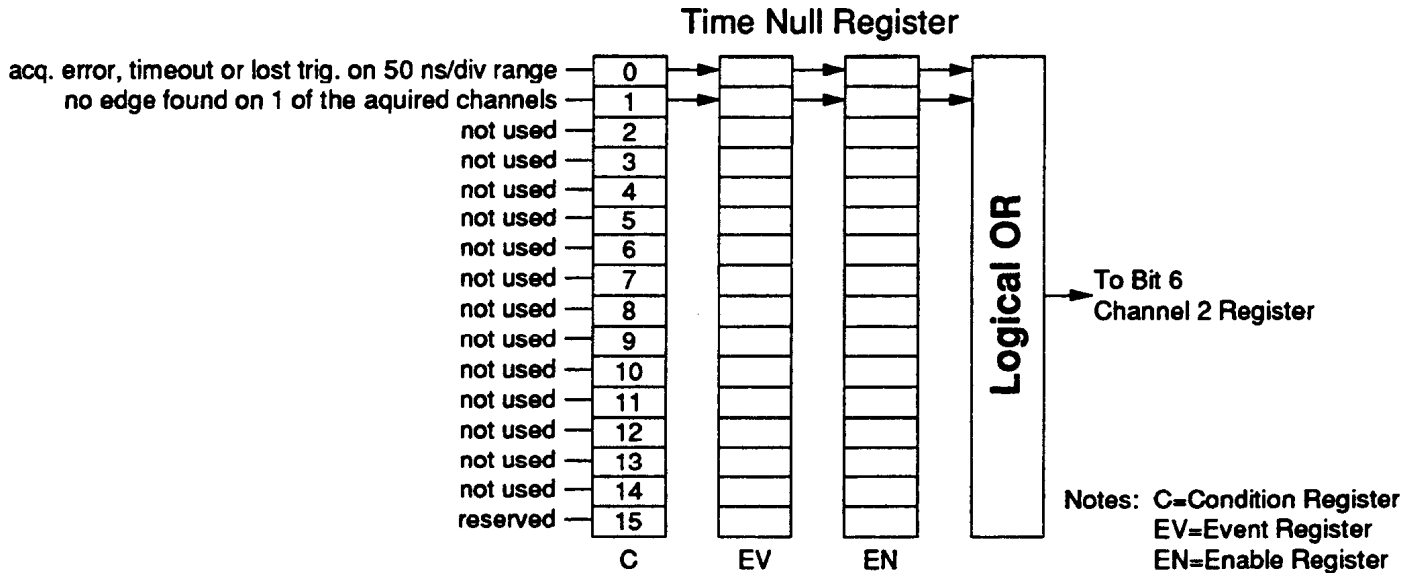 Time Null Register
acq. error, timeout or lost trig. on 50 ns/div range 0
no edge found on 1 of the aquired channels 1
not used 2
not used 3
not used 4
not used 5
not used 6
not used 7
not used 8
not used 9
not used 10
not used 11
not used 12
not used 13
not used 14
reserved 15
C EV EN
Logical OR
To Bit 6
Channel 2 Register
Notes: C=Condition Register
EV=Event Register
EN=Enable Register